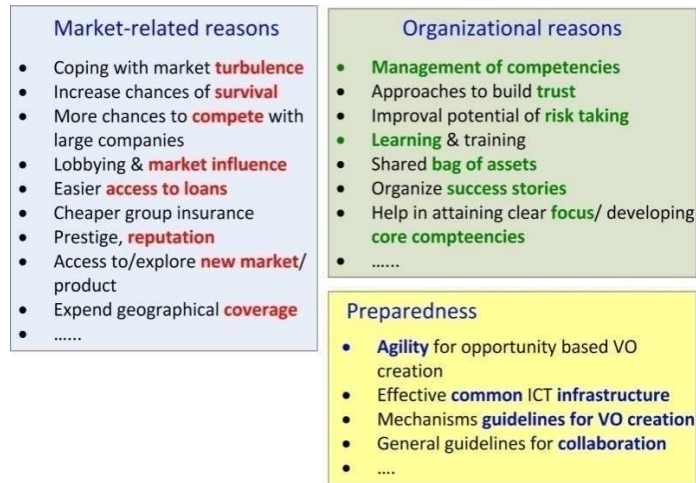 Market-related reasons
• Coping with market turbulence
• Increase chances of survival
• More chances to compete with
large companies
• Lobbying & market influence
• Easier access to loans
• Cheaper group insurance
• Prestige, reputation
• Access to/explore new market/
product
• Expend geographical coverage
• ......
Organizational reasons
• Management of competencies
• Approaches to build trust
• Improval potential of risk taking
• Learning & training
• Shared bag of assets
• Organize success stories
• Help in attaining clear focus/ developing
core compteencies
• ......
Preparedness
• Agility for opportunity based VO
creation
• Effective common ICT infrastructure
• Mechanisms guidelines for VO creation
• General guidelines for collaboration
• ....